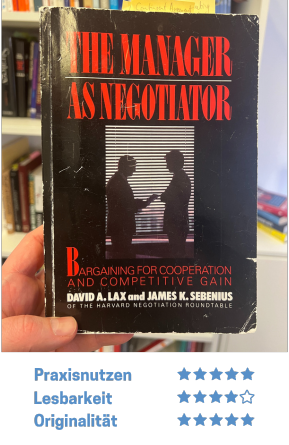 THE MANAGER
AS NEGOTIATOR
BARGAINING FOR COOPERATION
AND COMPETITIVE GAIN
DAVID A. LAX and JAMES K. SEBENIUS
OF THE HARVARD NEGOTIATION ROUNDTABLE
Praxisnutzen ★★★★★
Lesbarkeit ★★★★☆
Originalität ★★★★★